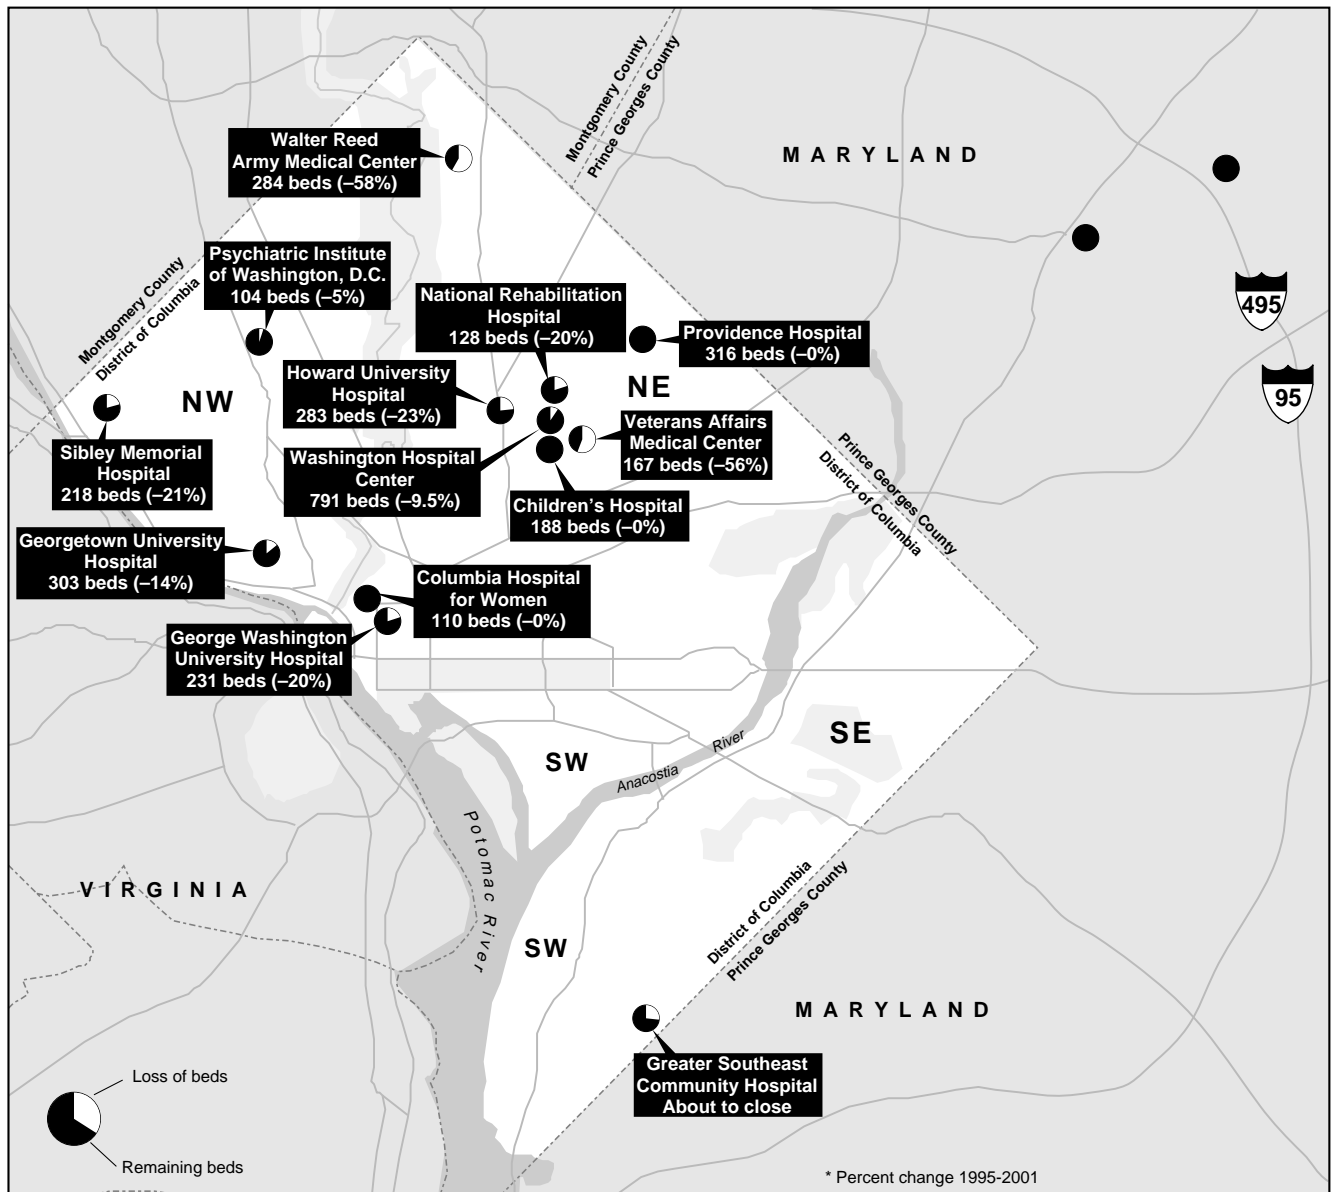 Montgomery County
Prince Georges County
MARYLAND
Walter Reed
Army Medical Center
284 beds (–58%)
Psychiatric Institute
of Washington, D.C.
104 beds (–5%)
Montgomery County
District of Columbia
National Rehabilitation
Hospital
128 beds (–20%)
Providence Hospital
316 beds (–0%)
495
95
Howard University
Hospital
283 beds (–23%)
NE
NW
Veterans Affairs
Medical Center
167 beds (–56%)
Sibley Memorial
Hospital
218 beds (–21%)
Washington Hospital
Center
791 beds (–9.5%)
Children’s Hospital
188 beds (–0%)
Prince Georges County
District of Columbia
Georgetown University
Hospital
303 beds (–14%)
Columbia Hospital
for Women
110 beds (–0%)
George Washington
University Hospital
231 beds (–20%)
SE
SW
Anacostia River
Potomac River
VIRGINIA
SW
District of Columbia
Prince Georges County
MARYLAND
Greater Southeast
Community Hospital
About to close
Loss of beds
Remaining beds
* Percent change 1995-2001